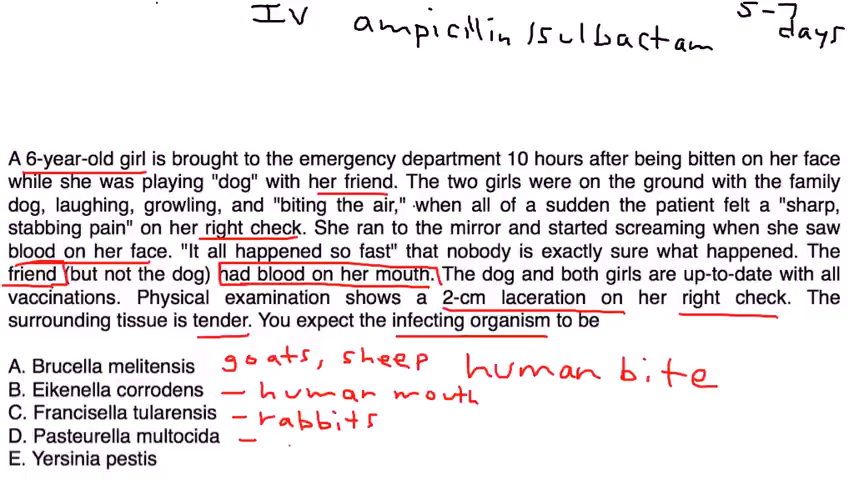 IV ampicillin/sulbactam 5-7 days
A 6-year-old girl is brought to the emergency department 10 hours after being bitten on her face
while she was playing "dog" with her friend. The two girls were on the ground with the family
dog, laughing, growling, and "biting the air," when all of a sudden the patient felt a "sharp,
stabbing pain" on her right check. She ran to the mirror and started screaming when she saw
blood on her face. "It all happened so fast" that nobody is exactly sure what happened. The
friend (but not the dog) had blood on her mouth. The dog and both girls are up-to-date with all
vaccinations. Physical examination shows a 2-cm laceration on her right check. The
surrounding tissue is tender. You expect the infecting organism to be
A. Brucella melitensis goats, sheep human bite
B. Eikenella corrodens – human mouth
C. Francisella tularensis – rabbits
D. Pasteurella multocida –
E. Yersinia pestis